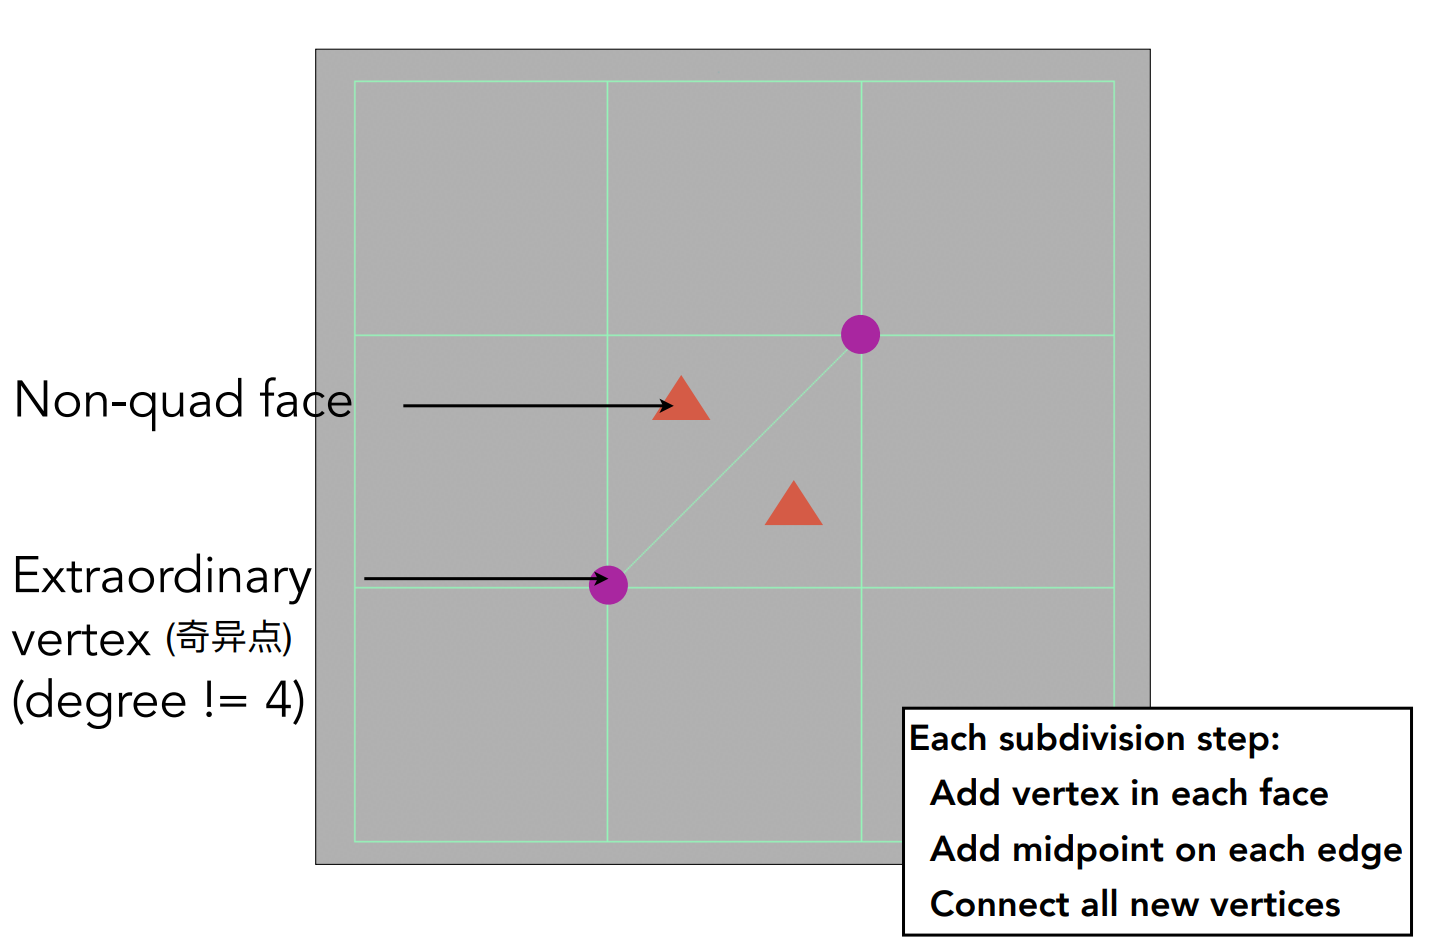 Non-quad face
Extraordinary
vertex (奇异点)
(degree != 4)
Each subdivision step:
Add vertex in each face
Add midpoint on each edge
Connect all new vertices